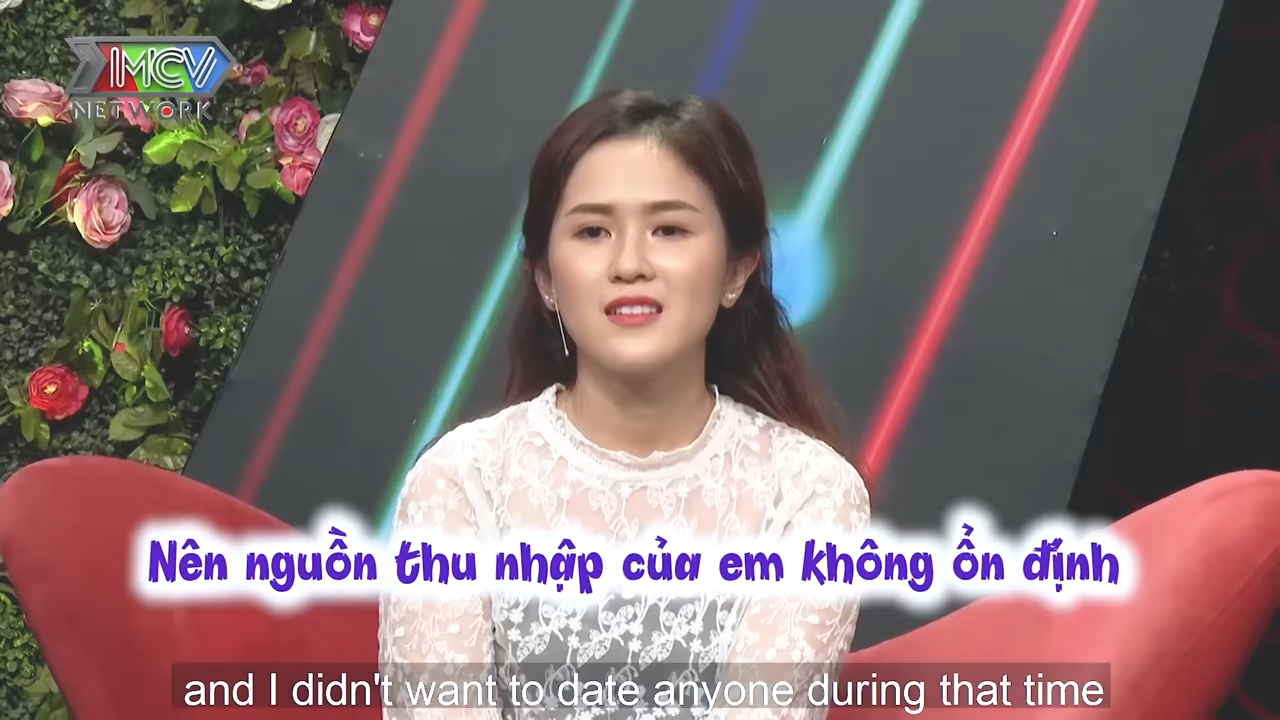 MCV
NETWORK
Nên nguồn thu nhập của em không ổn định
and I didn't want to date anyone during that time